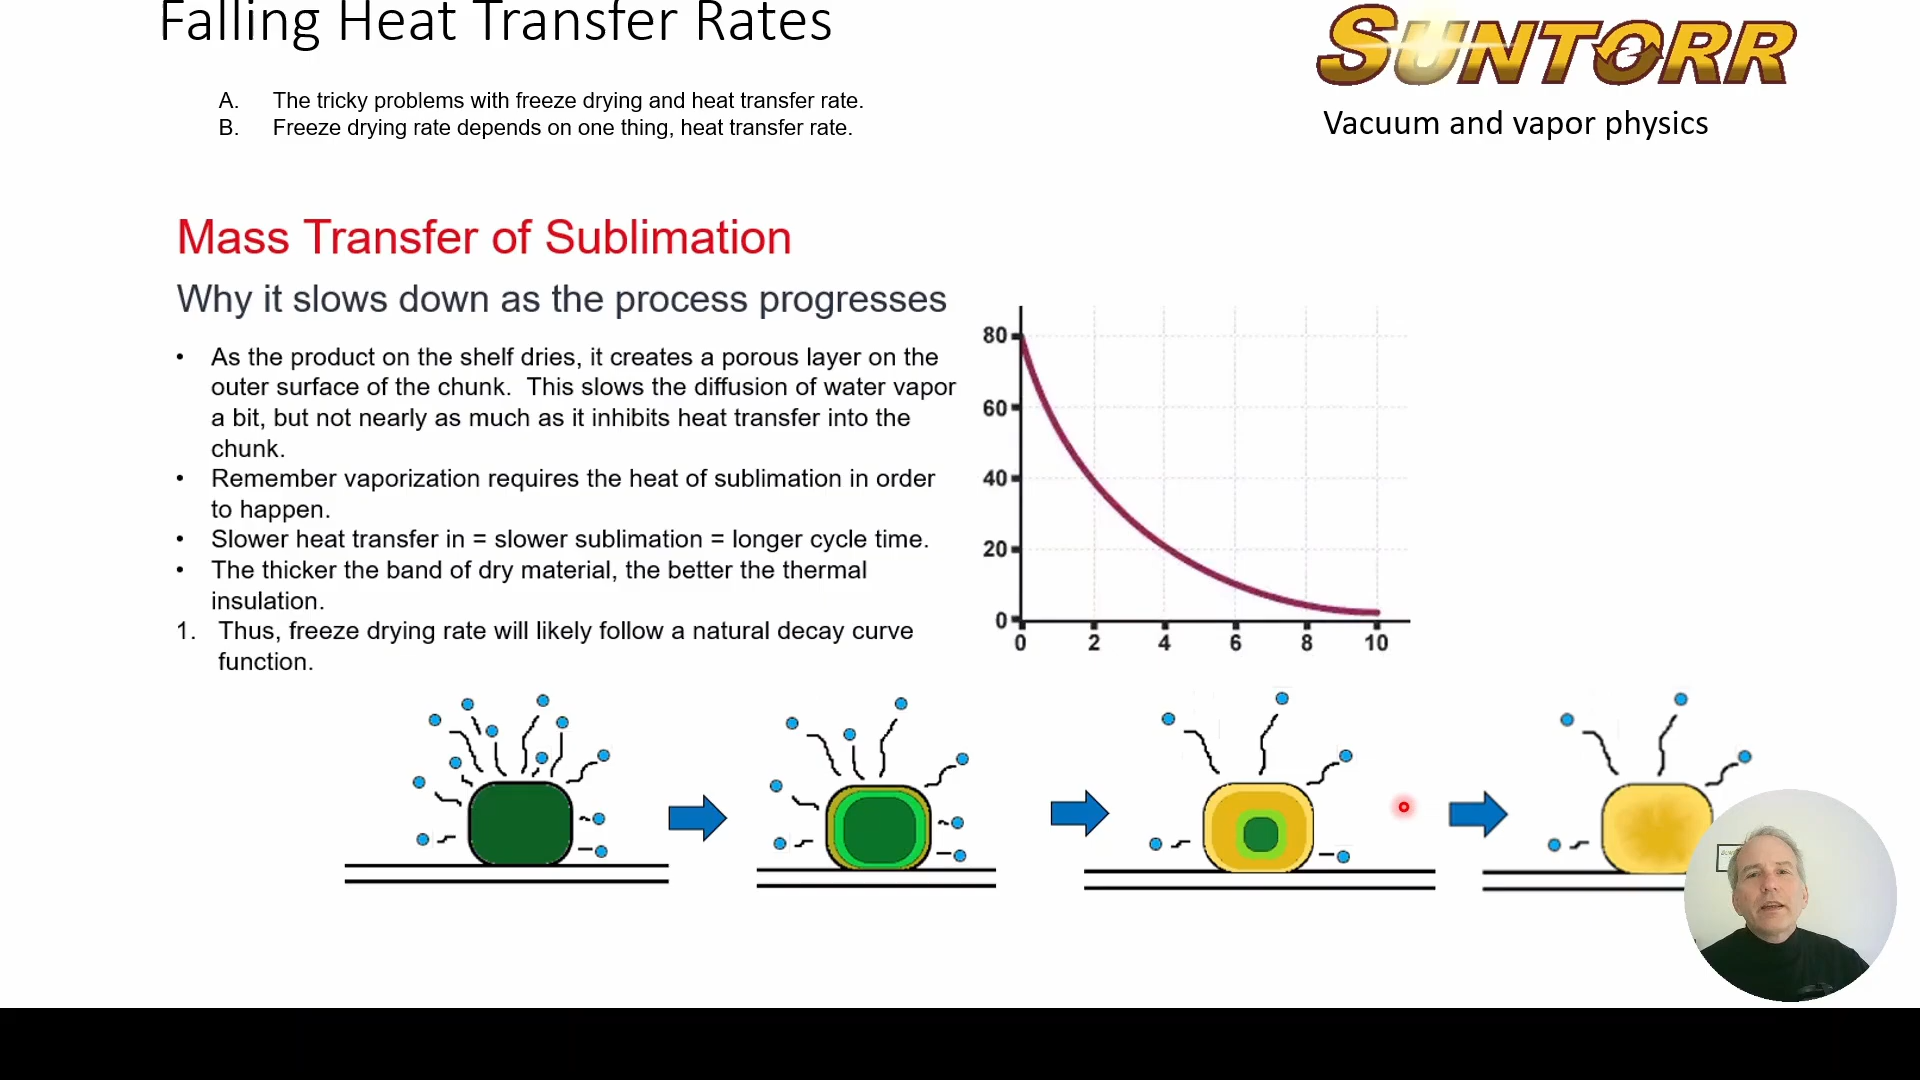 Falling Heat Transfer Rates
SUNTORR
Vacuum and vapor physics
A. The tricky problems with freeze drying and heat transfer rate.
B. Freeze drying rate depends on one thing, heat transfer rate.
Mass Transfer of Sublimation
Why it slows down as the process progresses
• As the product on the shelf dries, it creates a porous layer on the
outer surface of the chunk. This slows the diffusion of water vapor
a bit, but not nearly as much as it inhibits heat transfer into the
chunk.
• Remember vaporization requires the heat of sublimation in order
to happen.
• Slower heat transfer in = slower sublimation = longer cycle time.
• The thicker the band of dry material, the better the thermal
insulation.
1. Thus, freeze drying rate will likely follow a natural decay curve
function.
80
60
40
20
0
0 2 4 6 8 10